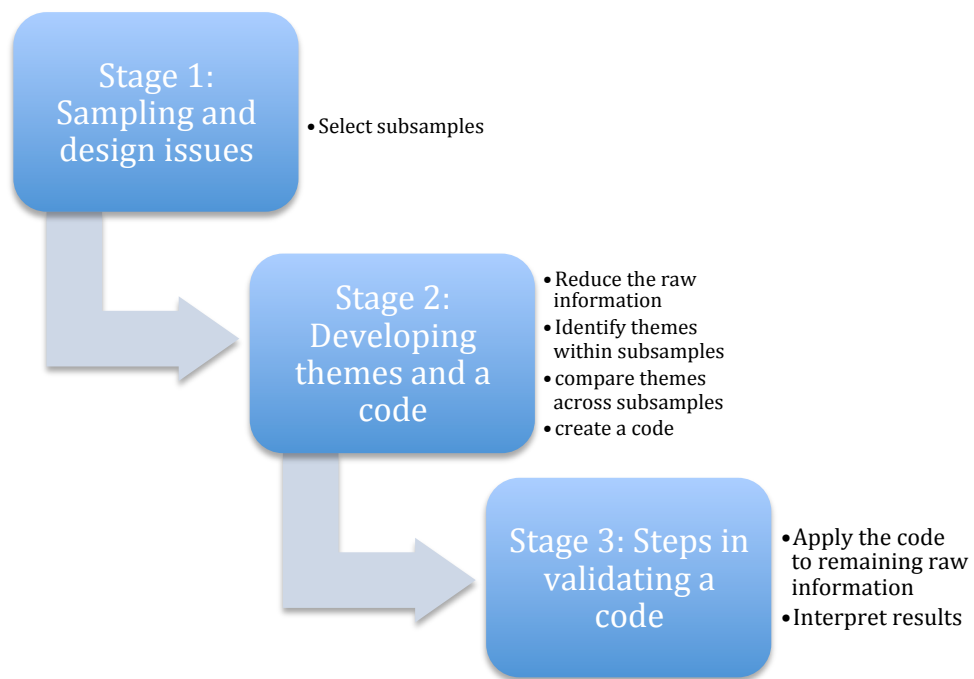 Stage 1:
Sampling and
design issues
•Select subsamples
Stage 2:
Developing
themes and a
code
•Reduce the raw
information
•Identify themes
within subsamples
•compare themes
across subsamples
•create a code
Stage 3: Steps in
validating a
code
•Apply the code
to remaining raw
information
•Interpret results